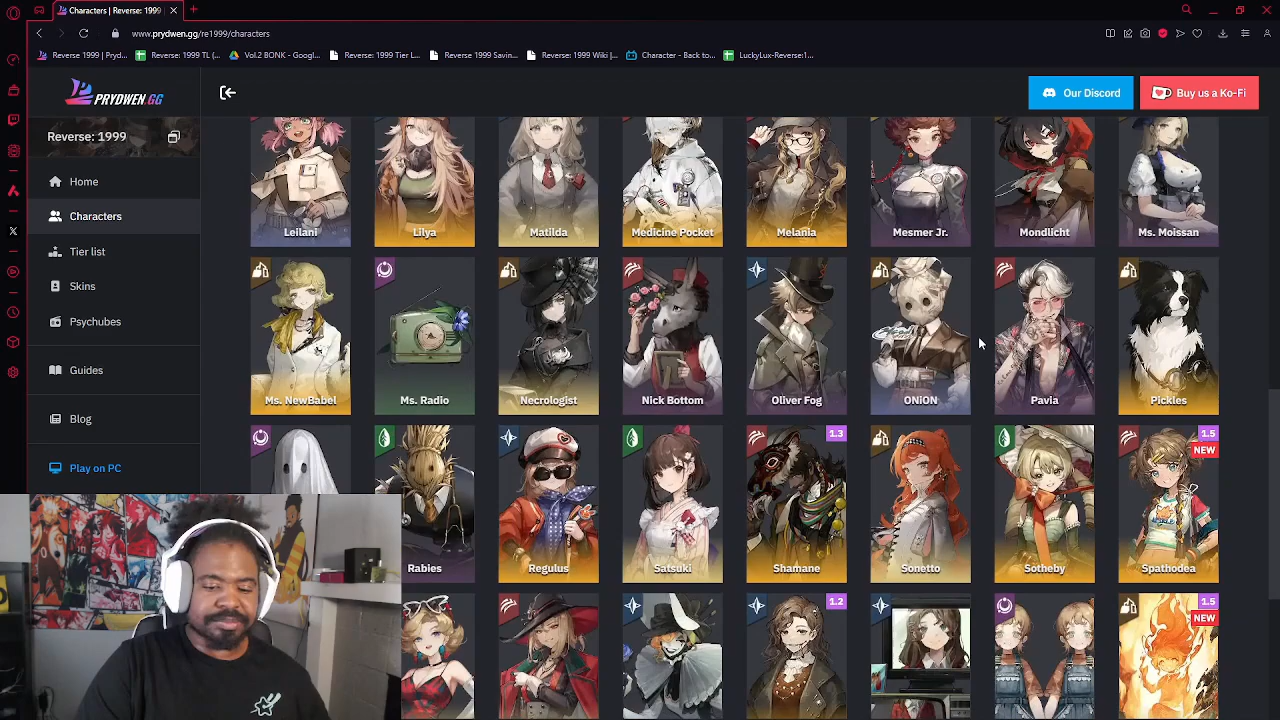 Characters | Reverse: 1999
www.prydwen.gg/re1999/characters
Reverse 1999 | Pryd...
Reverse: 1999 TL (...
Vol.2 BONK - Googl...
Reverse: 1999 Tier L...
Reverse 1999 Savin...
Reverse: 1999 Wiki |...
Character - Back to...
LuckyLux-Reverse:1...
PRYDWEN.GG
Our Discord
Buy us a Ko-Fi
Reverse: 1999
Home
Characters
Tier list
Skins
Psychubes
Guides
Blog
Play on PC
Leilani
Lilya
Matilda
Medicine Pocket
Melania
Mesmer Jr.
Mondlicht
Ms. Moissan
Ms. NewBabel
Ms. Radio
Necrologist
Nick Bottom
Oliver Fog
ONiON
Pavia
Pickles
1.3
1.5
NEW
Rabies
Regulus
Satsuki
Shamane
Sonetto
Sotheby
Spathodea
1.2
1.5
NEW